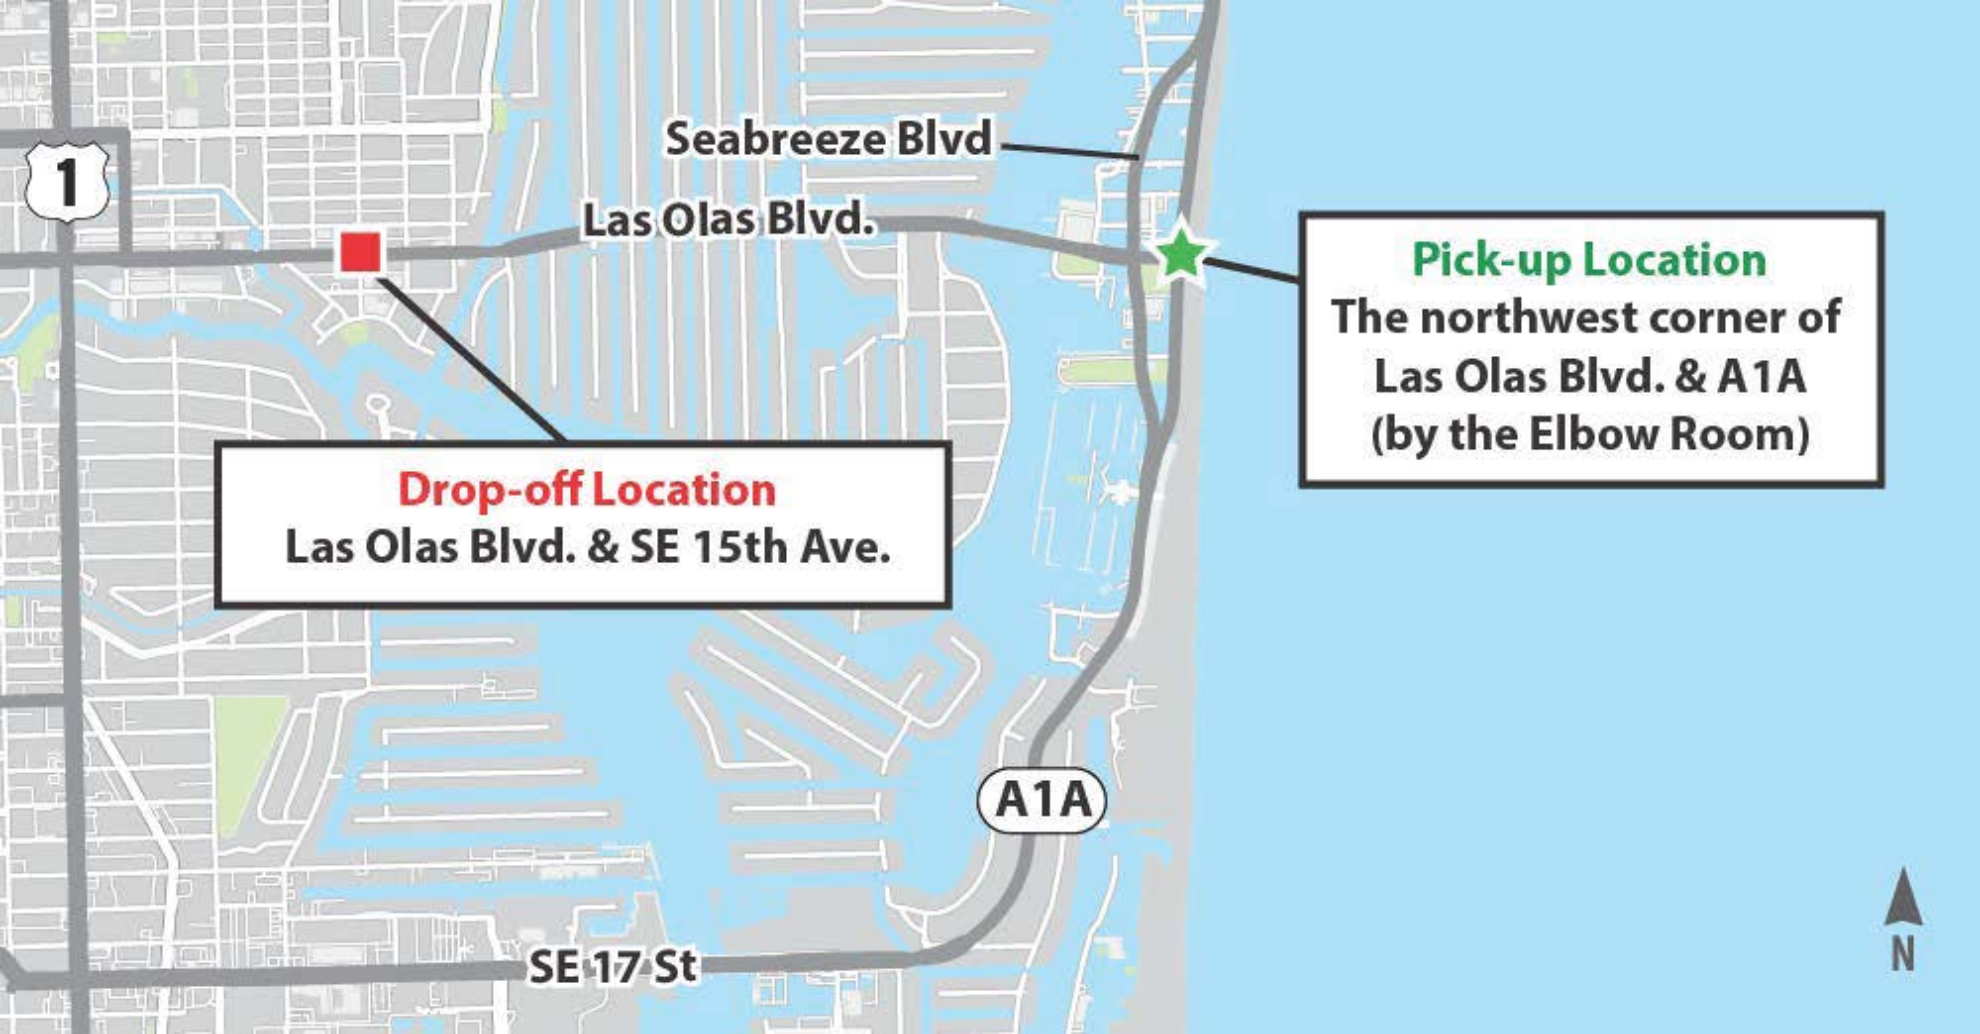 Seabreeze Blvd
1
Las Olas Blvd.
Pick-up Location
The northwest corner of
Las Olas Blvd. & A1A
(by the Elbow Room)
Drop-off Location
Las Olas Blvd. & SE 15th Ave.
A1A
SE 17 St
N